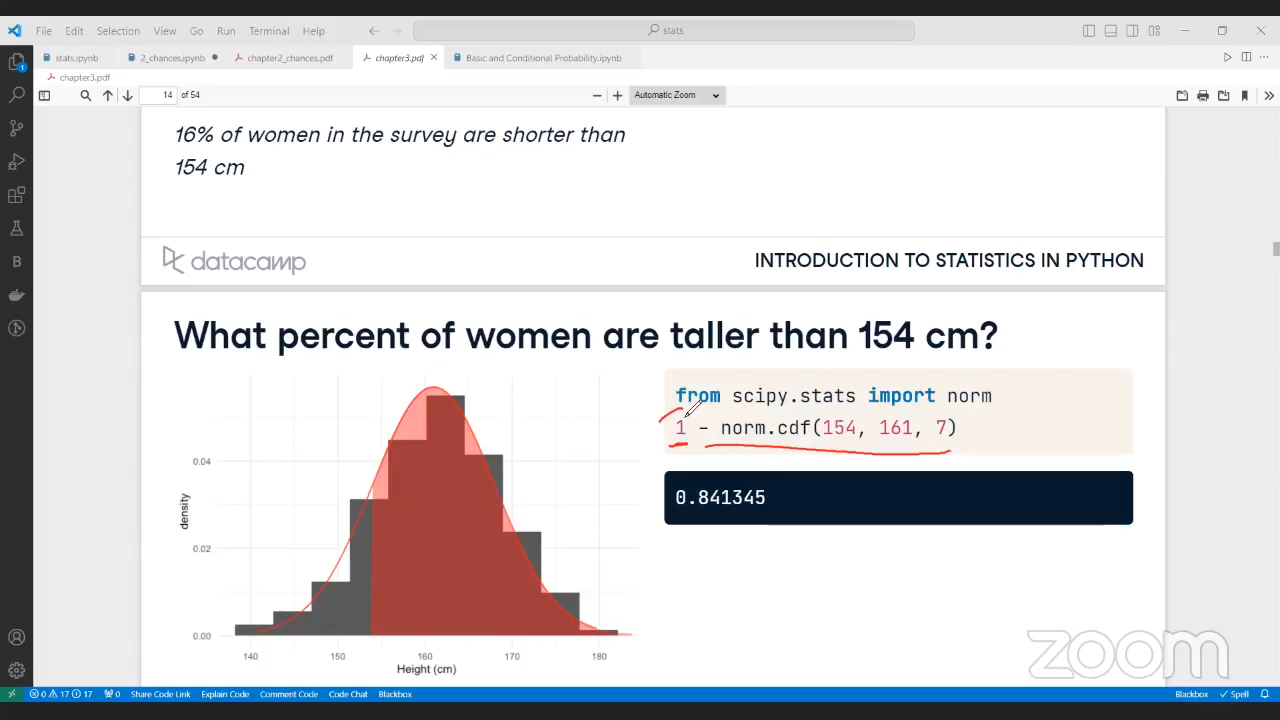 File Edit Selection View Go Run Terminal Help
stats
stats.ipynb 2_chances.ipynb chapter2_chances.pdf chapter3.pdf Basic and Conditional Probability.ipynb
chapter3.pdf
14 of 54 Automatic Zoom
16% of women in the survey are shorter than
154 cm
datacamp INTRODUCTION TO STATISTICS IN PYTHON
What percent of women are taller than 154 cm?
from scipy.stats import norm
1 - norm.cdf(154, 161, 7)
0.841345
density
0.04
0.02
0.00
140 150 160 170 180
Height (cm)
zoom
1
B
0 17 17 0 Share Code Link Explain Code Comment Code Code Chat Blackbox Blackbox Spell